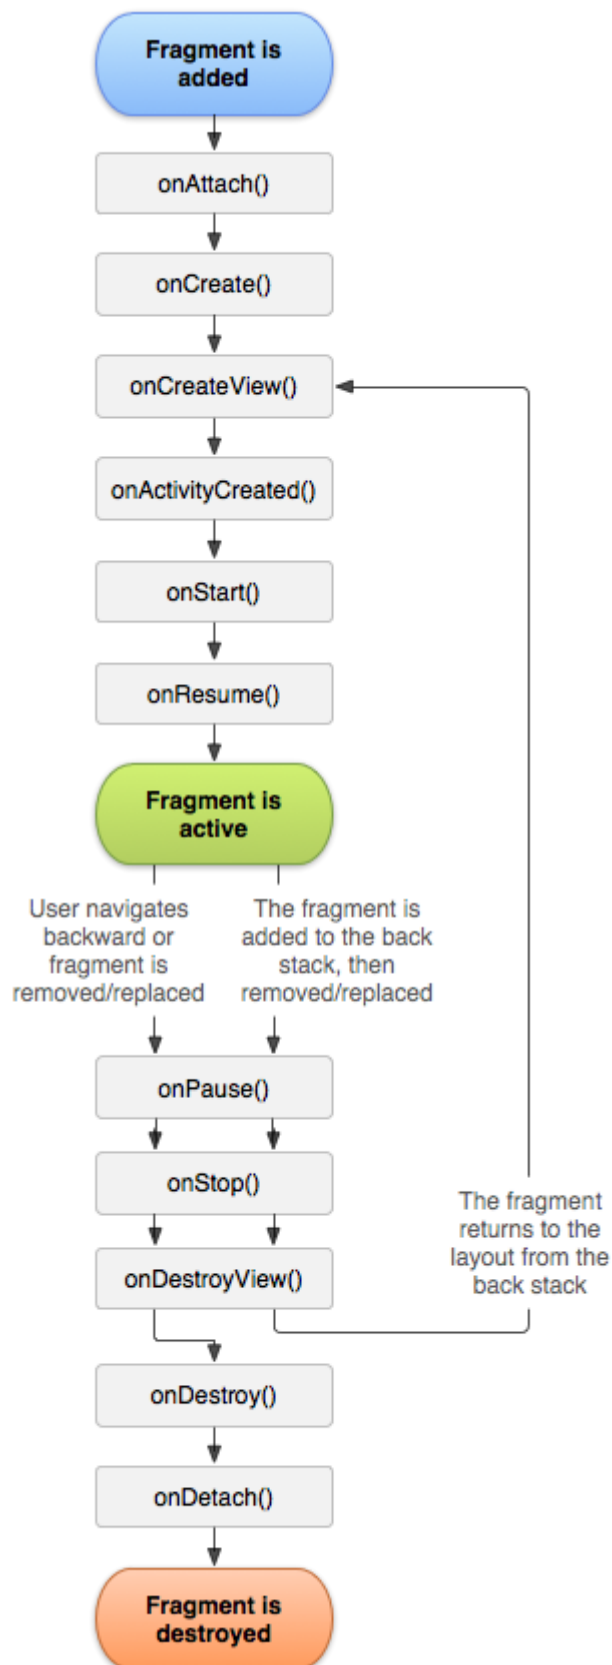 Fragment is
added
onAttach()
onCreate()
onCreateView()
onActivityCreated()
onStart()
onResume()
Fragment is
active
User navigates
backward or
fragment is
removed/replaced
The fragment is
added to the back
stack, then
removed/replaced
onPause()
onStop()
onDestroyView()
The fragment
returns to the
layout from the
back stack
onDestroy()
onDetach()
Fragment is
destroyed